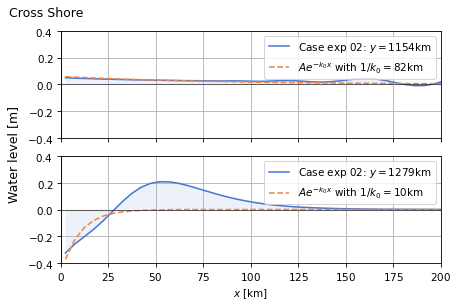 Cross Shore
0.4
0.2
0.0
−0.2
−0.4
Case exp 02: y = 1154km
Ae^{−k₀x} with 1/k₀ = 82km
Water level [m]
0.4
0.2
0.0
−0.2
−0.4
Case exp 02: y = 1279km
Ae^{−k₀x} with 1/k₀ = 10km
0 25 50 75 100 125 150 175 200
x [km]